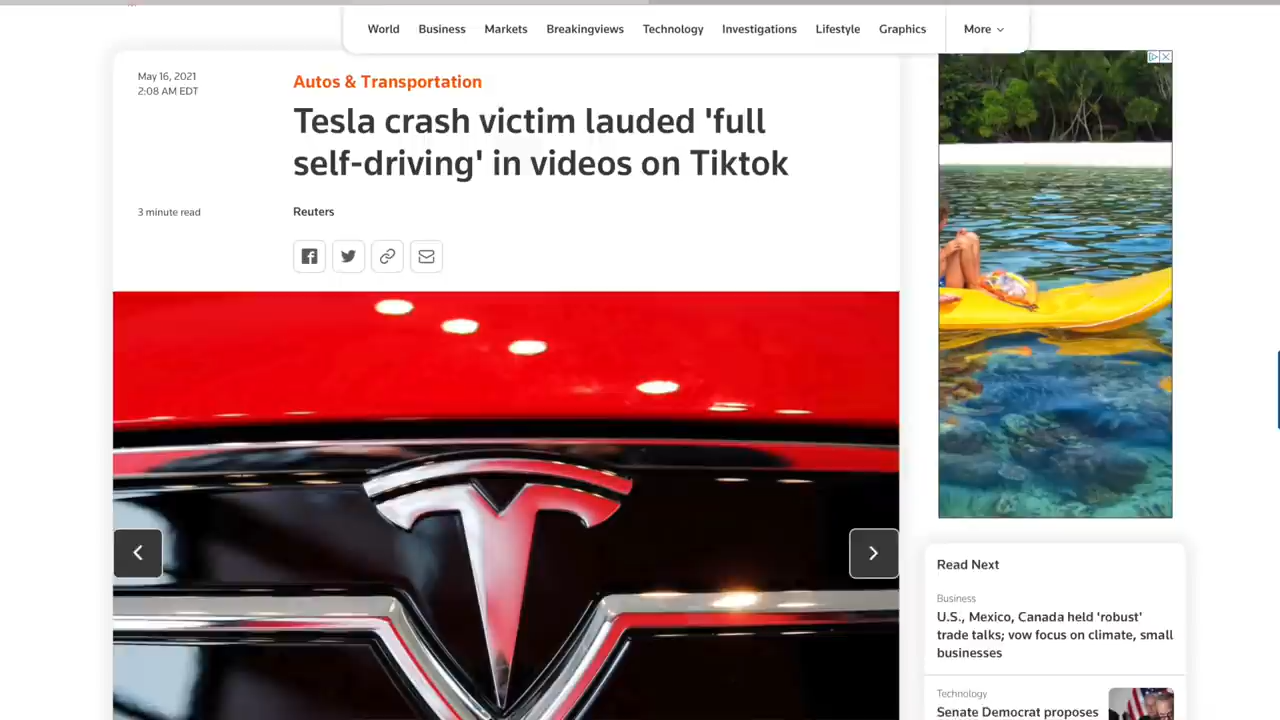 World Business Markets Breakingviews Technology Investigations Lifestyle Graphics More
May 16, 2021
2:08 AM EDT
Autos & Transportation
Tesla crash victim lauded 'full
self-driving' in videos on Tiktok
3 minute read
Reuters
Read Next
Business
U.S., Mexico, Canada held 'robust'
trade talks; vow focus on climate, small
businesses
Technology
Senate Democrat proposes